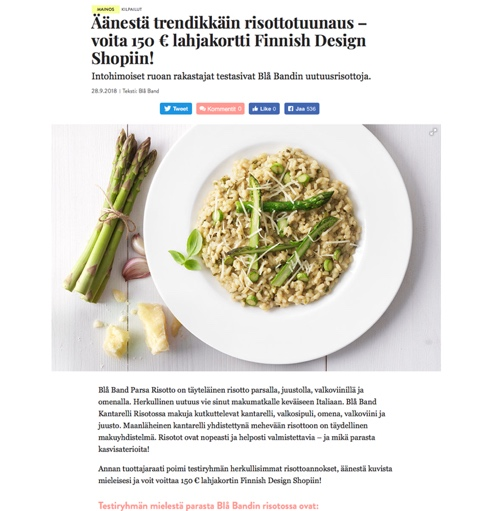 MAINOS KILPAILUT
Äänestä trendikkäin risottotuunaus –
voita 150 € lahjakortti Finnish Design
Shopiin!
Intohimoiset ruoan rakastajat testasivat Blå Bandin uutuusrisottoja.
28.9.2018 | Teksti: Blå Band
Tweet Kommentit 0 Like 0 Jaa 536
Blå Band Parsa Risotto on täyteläinen risotto parsalla, juustolla, valkoviinillä ja
omenalla. Herkullinen uutuus vie sinut makumatkalle keväiseen Italiaan. Blå Band
Kantarelli Risotossa makuja kutkuttelevat kantarelli, valkosipuli, omena, valkoviini ja
juusto. Maanläheinen kantarelli yhdistettynä mehevään risottoon on täydellinen
makuyhdistelmä. Risotot ovat nopeasti ja helposti valmistettavia – ja mikä parasta
kasvisaterioita!
Annan tuottajaraati poimi testiryhmän herkullisimmat risottoannokset, äänestä kuvista
mieleisesi ja voit voittaa 150 € lahjakortin Finnish Design Shopiin!
Testiryhmän mielestä parasta Blå Bandin risotossa ovat: